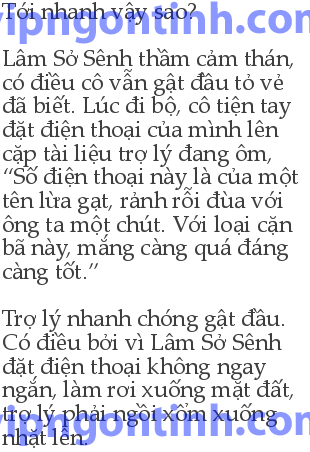 Tới nhanh vậy sao?
vipngontinh.com
Lâm Sở Sênh thầm cảm thán,
có điều cô vẫn gật đầu tỏ vẻ
đã biết. Lúc đi bộ, cô tiện tay
đặt điện thoại của mình lên
cặp tài liệu trợ lý đang ôm,
“Số điện thoại này là của một
tên lừa gạt, rảnh rỗi đùa với
ông ta một chút. Với loại cặn
bã này, mắng càng quá đáng
càng tốt.”
Trợ lý nhanh chóng gật đầu.
Có điều bởi vì Lâm Sở Sênh
đặt điện thoại không ngay
ngắn, làm rơi xuống mặt đất,
trợ lý phải ngồi xổm xuống
vipngontinh.com
nhặt lên.